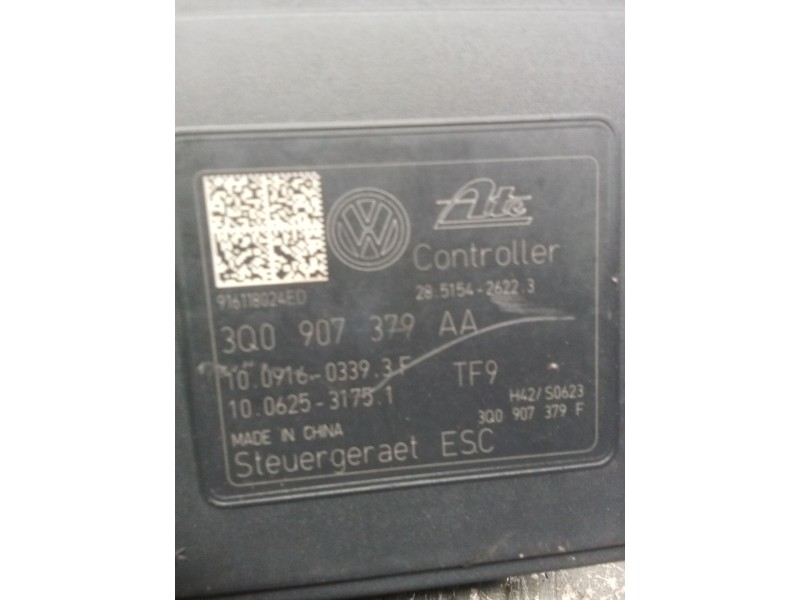 Ate
Controller
916118024ED
28.5154-2622.3
3Q0 907 379 AA
10.0916-0339.3 F
TF9
10.0625-3175.1
H42/S0623
3Q0 907 379 F
MADE IN CHINA
Steuergeraet ESC